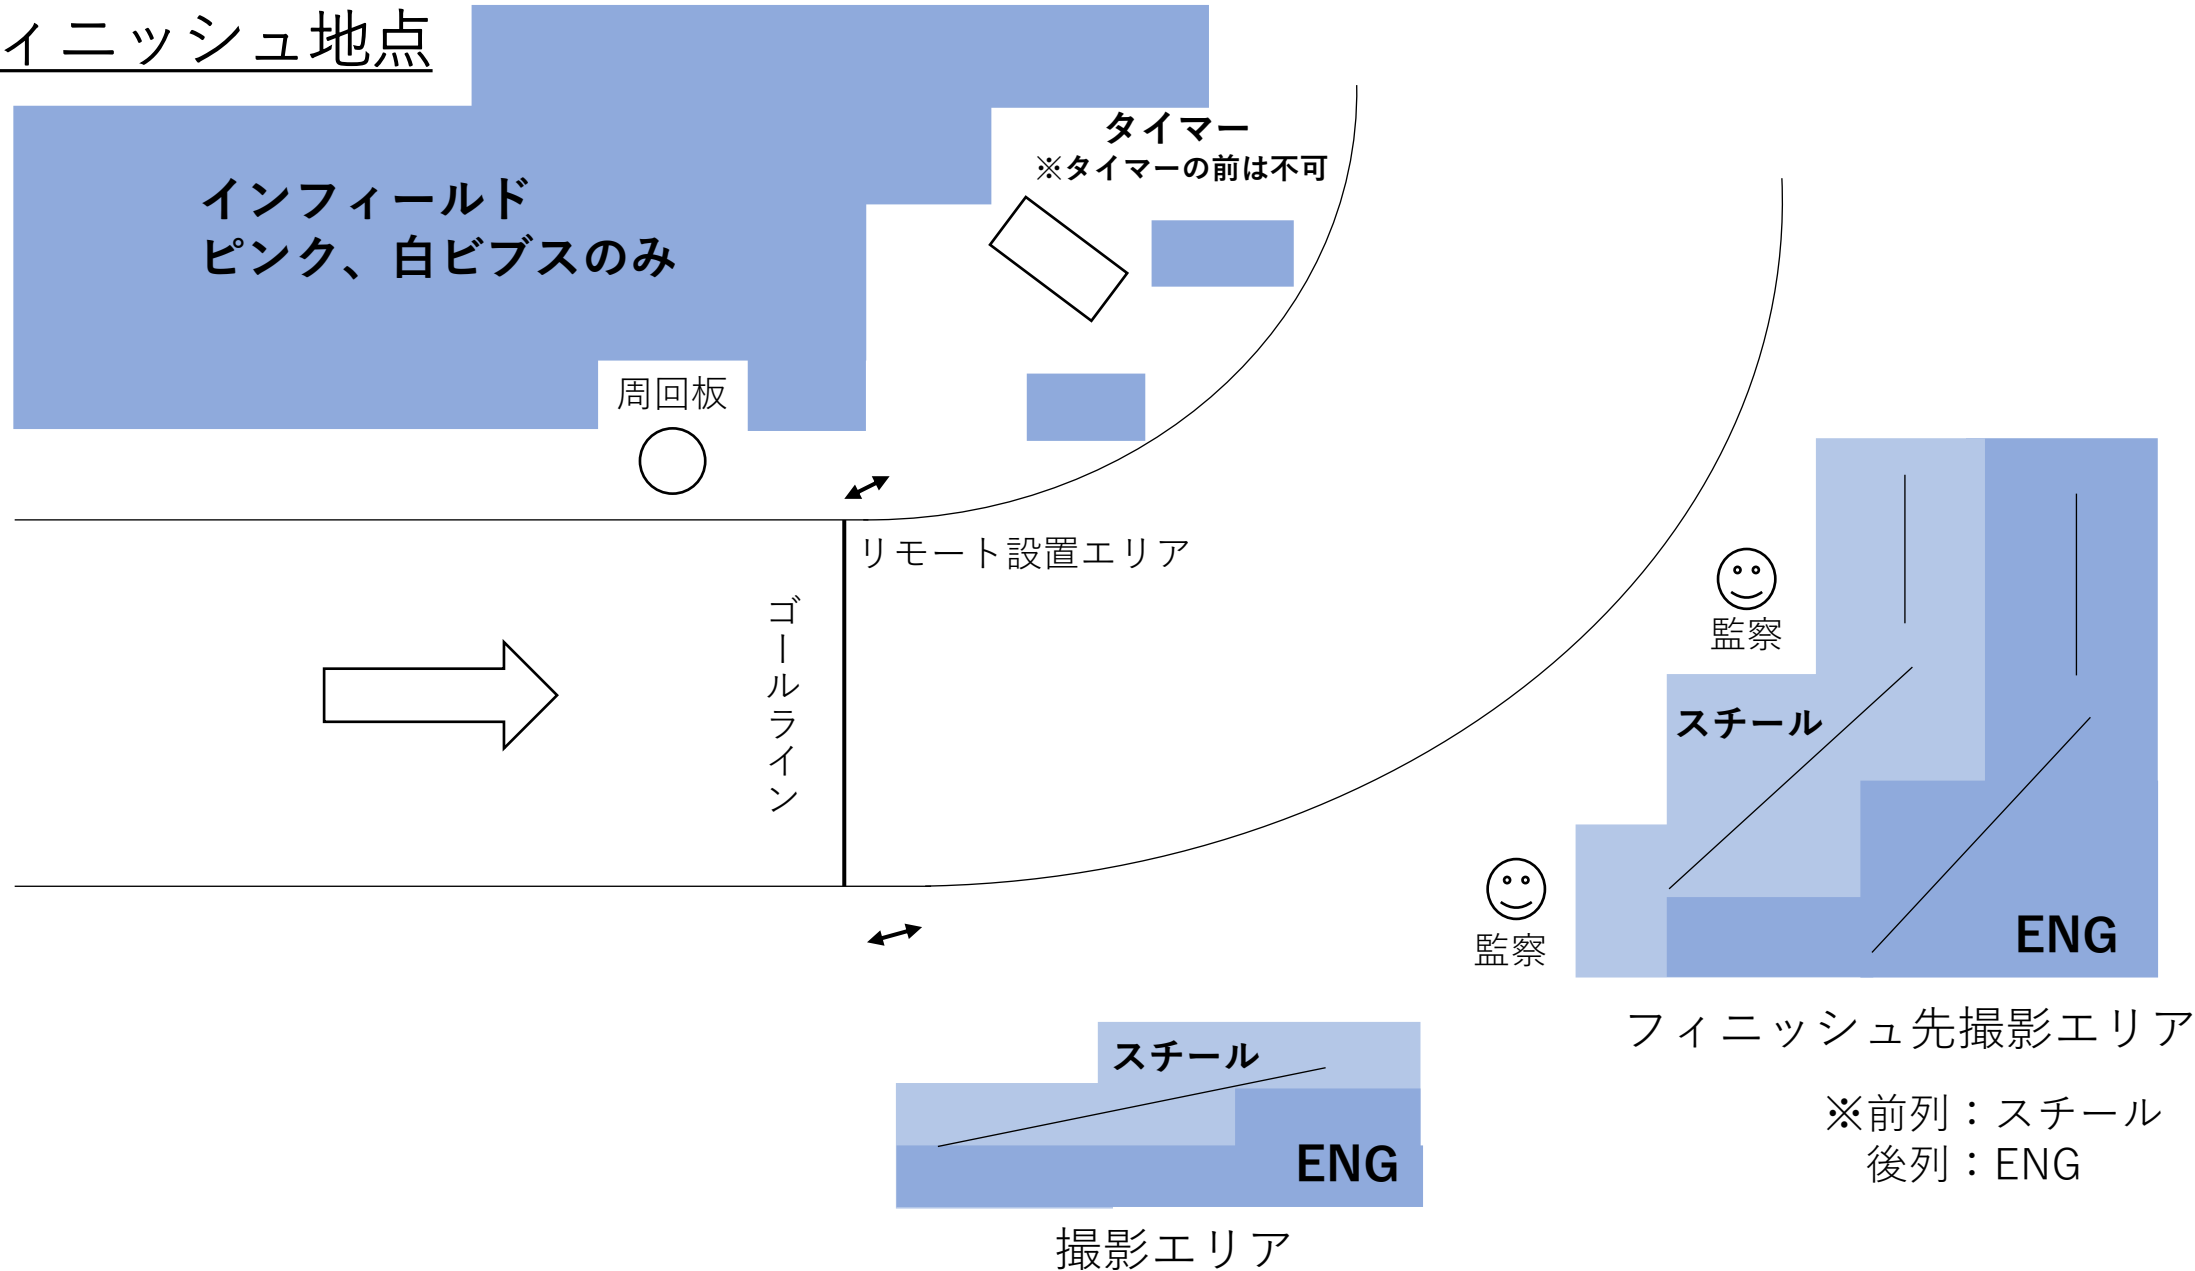 ィニッシュ地点
タイマー
※タイマーの前は不可
インフィールド
ピンク、白ビブスのみ
周回板
リモート設置エリア
ゴールライン
監察
スチール
監察
ENG
フィニッシュ先撮影エリア
スチール
ENG
※前列：スチール
後列：ENG
撮影エリア